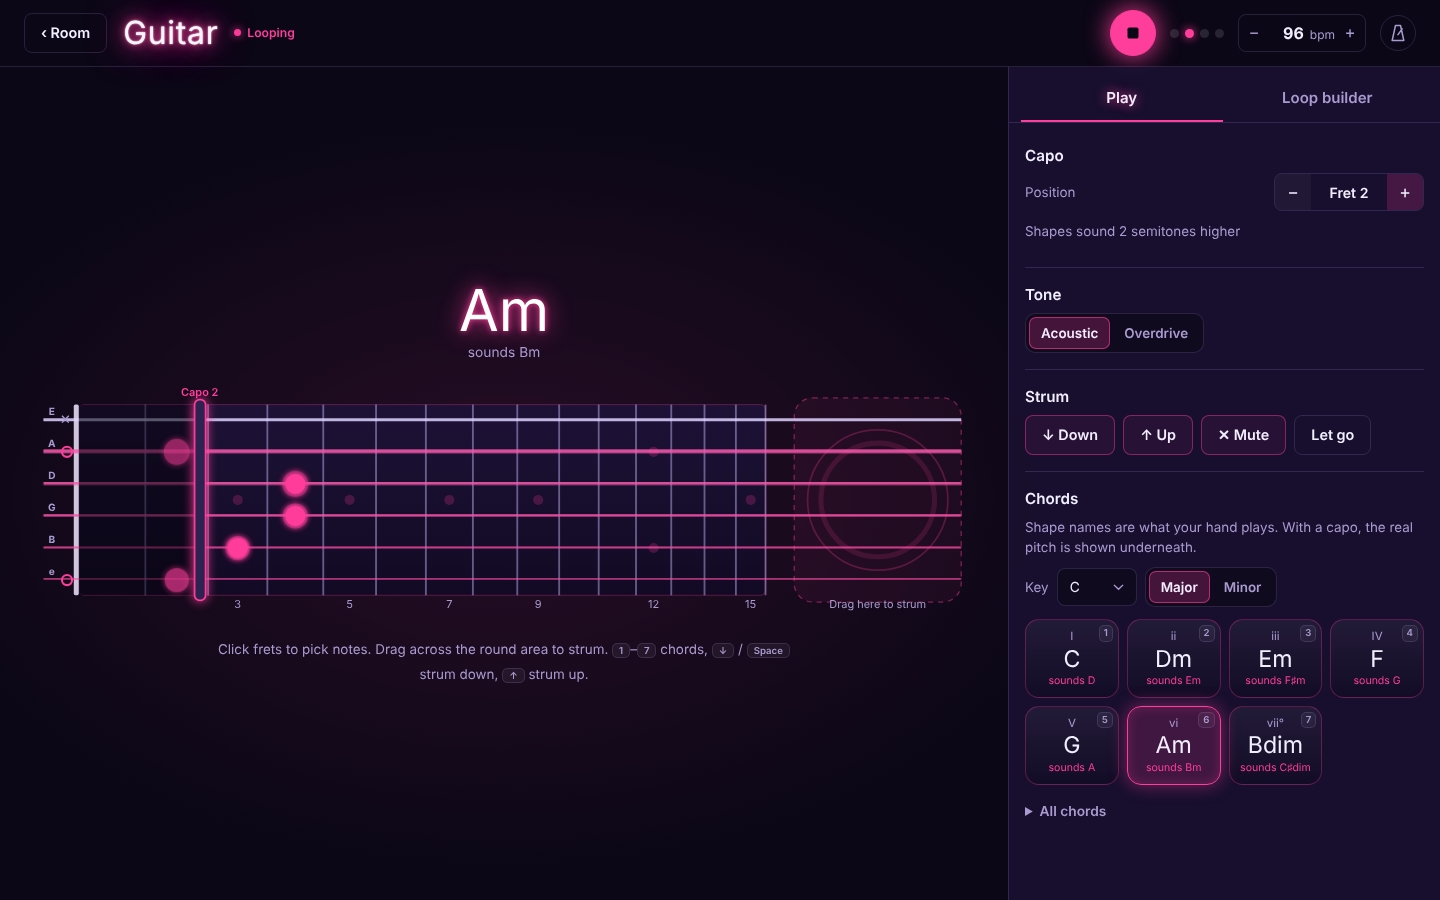 ‹ Room
Guitar
Looping
− 96 bpm +
Play
Loop builder
Capo
Position
− Fret 2 +
Shapes sound 2 semitones higher
Tone
Acoustic
Overdrive
Strum
↓ Down
↑ Up
✕ Mute
Let go
Chords
Shape names are what your hand plays. With a capo, the real
pitch is shown underneath.
Key
C
Major
Minor
I 1
C
sounds D
ii 2
Dm
sounds Em
iii 3
Em
sounds F♯m
IV 4
F
sounds G
V 5
G
sounds A
vi 6
Am
sounds Bm
vii° 7
Bdim
sounds C♯dim
▶ All chords
Am
sounds Bm
Capo 2
E ×
A
D
G
B
e
3 5 7 9 12 15
Drag here to strum
Click frets to pick notes. Drag across the round area to strum. 1–7 chords, ↓ / Space
strum down, ↑ strum up.